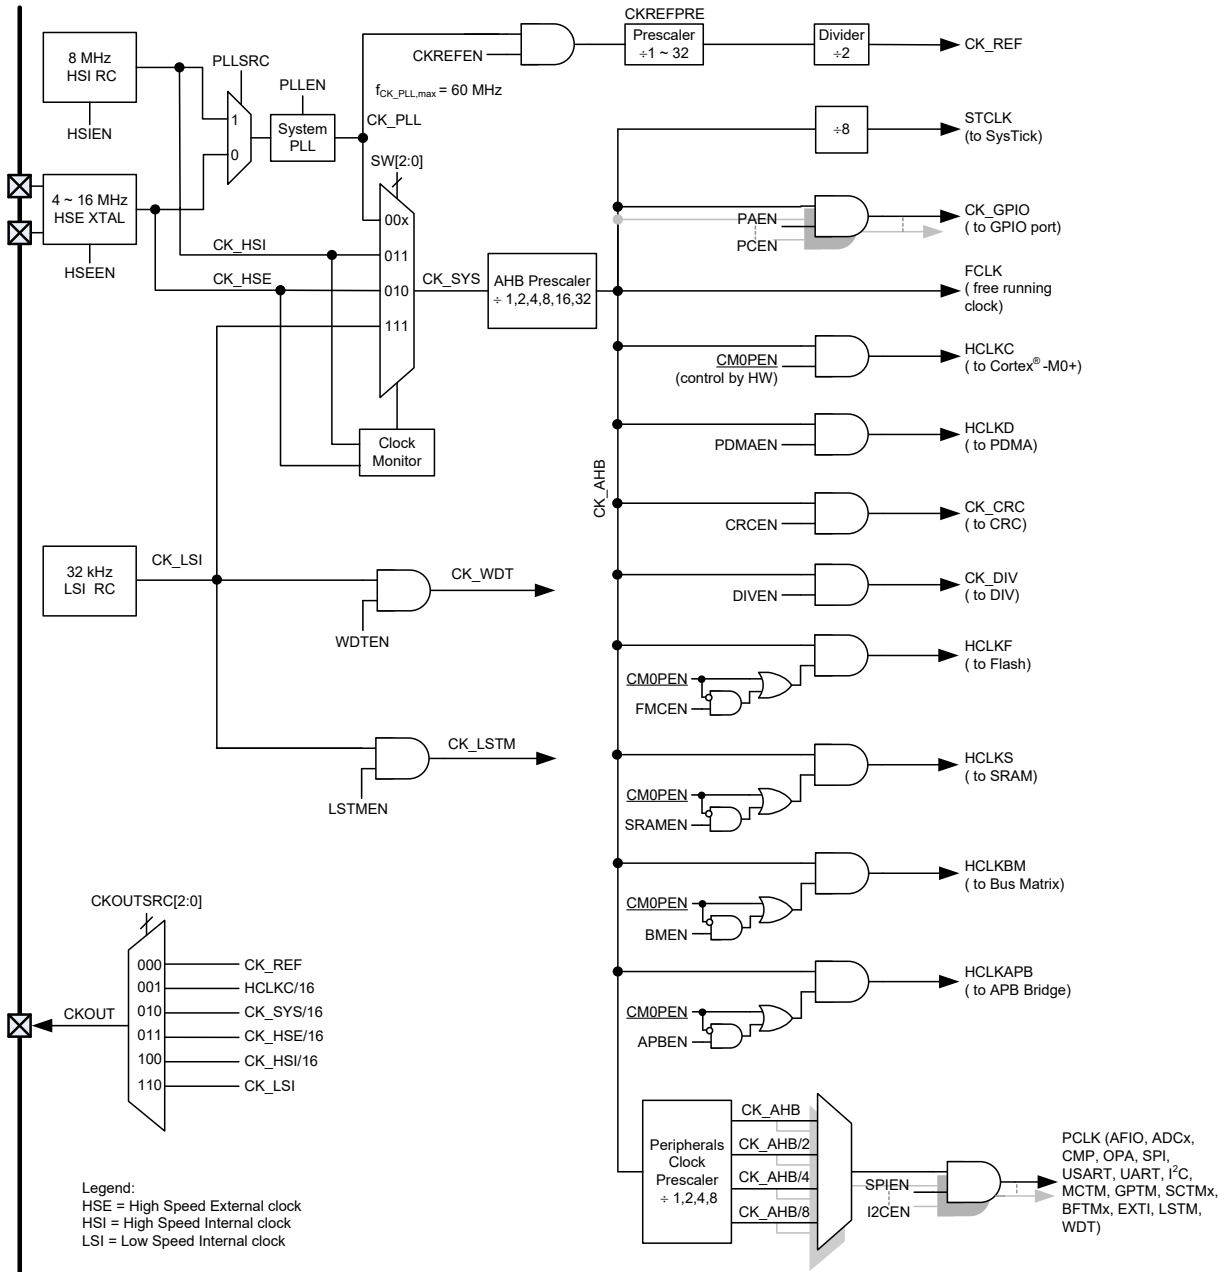 CKREFPRE
Prescaler
÷1 ~ 32
Divider
÷2
CK_REF
CKREFEN
8 MHz
HSI RC
HSIEN
PLLSRC
1
0
PLLEN
System
PLL
fCK_PLL,max = 60 MHz
CK_PLL
4 ~ 16 MHz
HSE XTAL
HSEEN
SW[2:0]
00x
011
010
111
CK_HSI
CK_HSE
CK_SYS
AHB Prescaler
÷ 1,2,4,8,16,32
Clock
Monitor
CK_AHB
÷8
STCLK
(to SysTick)
PAEN
PCEN
CK_GPIO
( to GPIO port)
FCLK
( free running
clock)
CM0PEN
(control by HW)
HCLKC
( to Cortex® -M0+)
PDMAEN
HCLKD
( to PDMA)
CRCEN
CK_CRC
( to CRC)
DIVEN
CK_DIV
( to DIV)
CM0PEN
FMCEN
HCLKF
( to Flash)
CM0PEN
SRAMEN
HCLKS
( to SRAM)
CM0PEN
BMEN
HCLKBM
( to Bus Matrix)
CM0PEN
APBEN
HCLKAPB
( to APB Bridge)
32 kHz
LSI RC
CK_LSI
WDTEN
CK_WDT
LSTMEN
CK_LSTM
CKOUTSRC[2:0]
CKOUT
000 CK_REF
001 HCLKC/16
010 CK_SYS/16
011 CK_HSE/16
100 CK_HSI/16
110 CK_LSI
Peripherals
Clock
Prescaler
÷ 1,2,4,8
CK_AHB
CK_AHB/2
CK_AHB/4
CK_AHB/8
SPIEN
I2CEN
PCLK (AFIO, ADCx,
CMP, OPA, SPI,
USART, UART, I²C,
MCTM, GPTM, SCTMx,
BFTMx, EXTI, LSTM,
WDT)
Legend:
HSE = High Speed External clock
HSI = High Speed Internal clock
LSI = Low Speed Internal clock